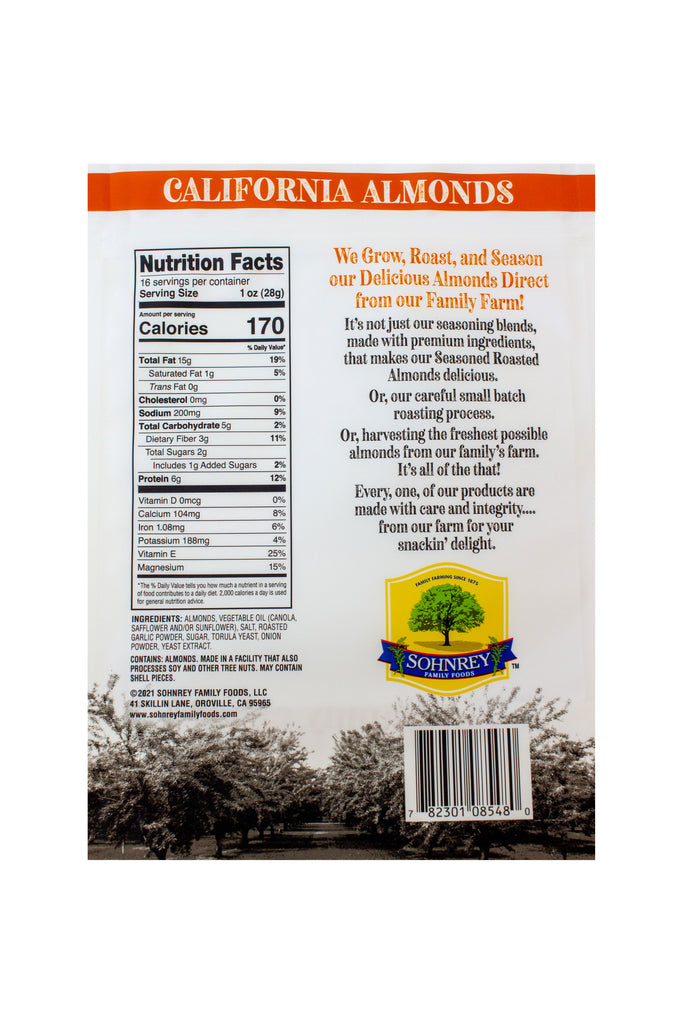 CALIFORNIA ALMONDS
Nutrition Facts
16 servings per container
Serving Size 1 oz (28g)
Amount per serving
Calories 170
% Daily Value*
Total Fat 15g 19%
Saturated Fat 1g 5%
Trans Fat 0g
Cholesterol 0mg 0%
Sodium 200mg 9%
Total Carbohydrate 5g 2%
Dietary Fiber 3g 11%
Total Sugars 2g
Includes 1g Added Sugars 2%
Protein 6g 12%
Vitamin D 0mcg 0%
Calcium 104mg 8%
Iron 1.08mg 6%
Potassium 188mg 4%
Vitamin E 25%
Magnesium 15%
*The % Daily Value tells you how much a nutrient in a serving
of food contributes to a daily diet. 2,000 calories a day is used
for general nutrition advice.
INGREDIENTS: ALMONDS, VEGETABLE OIL (CANOLA,
SAFFLOWER AND/OR SUNFLOWER), SALT, ROASTED
GARLIC POWDER, SUGAR, TORULA YEAST, ONION
POWDER, YEAST EXTRACT.
CONTAINS: ALMONDS. MADE IN A FACILITY THAT ALSO
PROCESSES SOY AND OTHER TREE NUTS. MAY CONTAIN
SHELL PIECES.
©2021 SOHNREY FAMILY FOODS, LLC
41 SKILLIN LANE, OROVILLE, CA 95965
www.sohnreyfamilyfoods.com
We Grow, Roast, and Season
our Delicious Almonds Direct
from our Family Farm!
It's not just our seasoning blends,
made with premium ingredients,
that makes our Seasoned Roasted
Almonds delicious.
Or, our careful small batch
roasting process.
Or, harvesting the freshest possible
almonds from our family's farm.
It's all of the that!
Every, one, of our products are
made with care and integrity....
from our farm for your
snackin' delight.
FAMILY FARMING SINCE 1875
SOHNREY TM
FAMILY FOODS
7 82301 08548 0